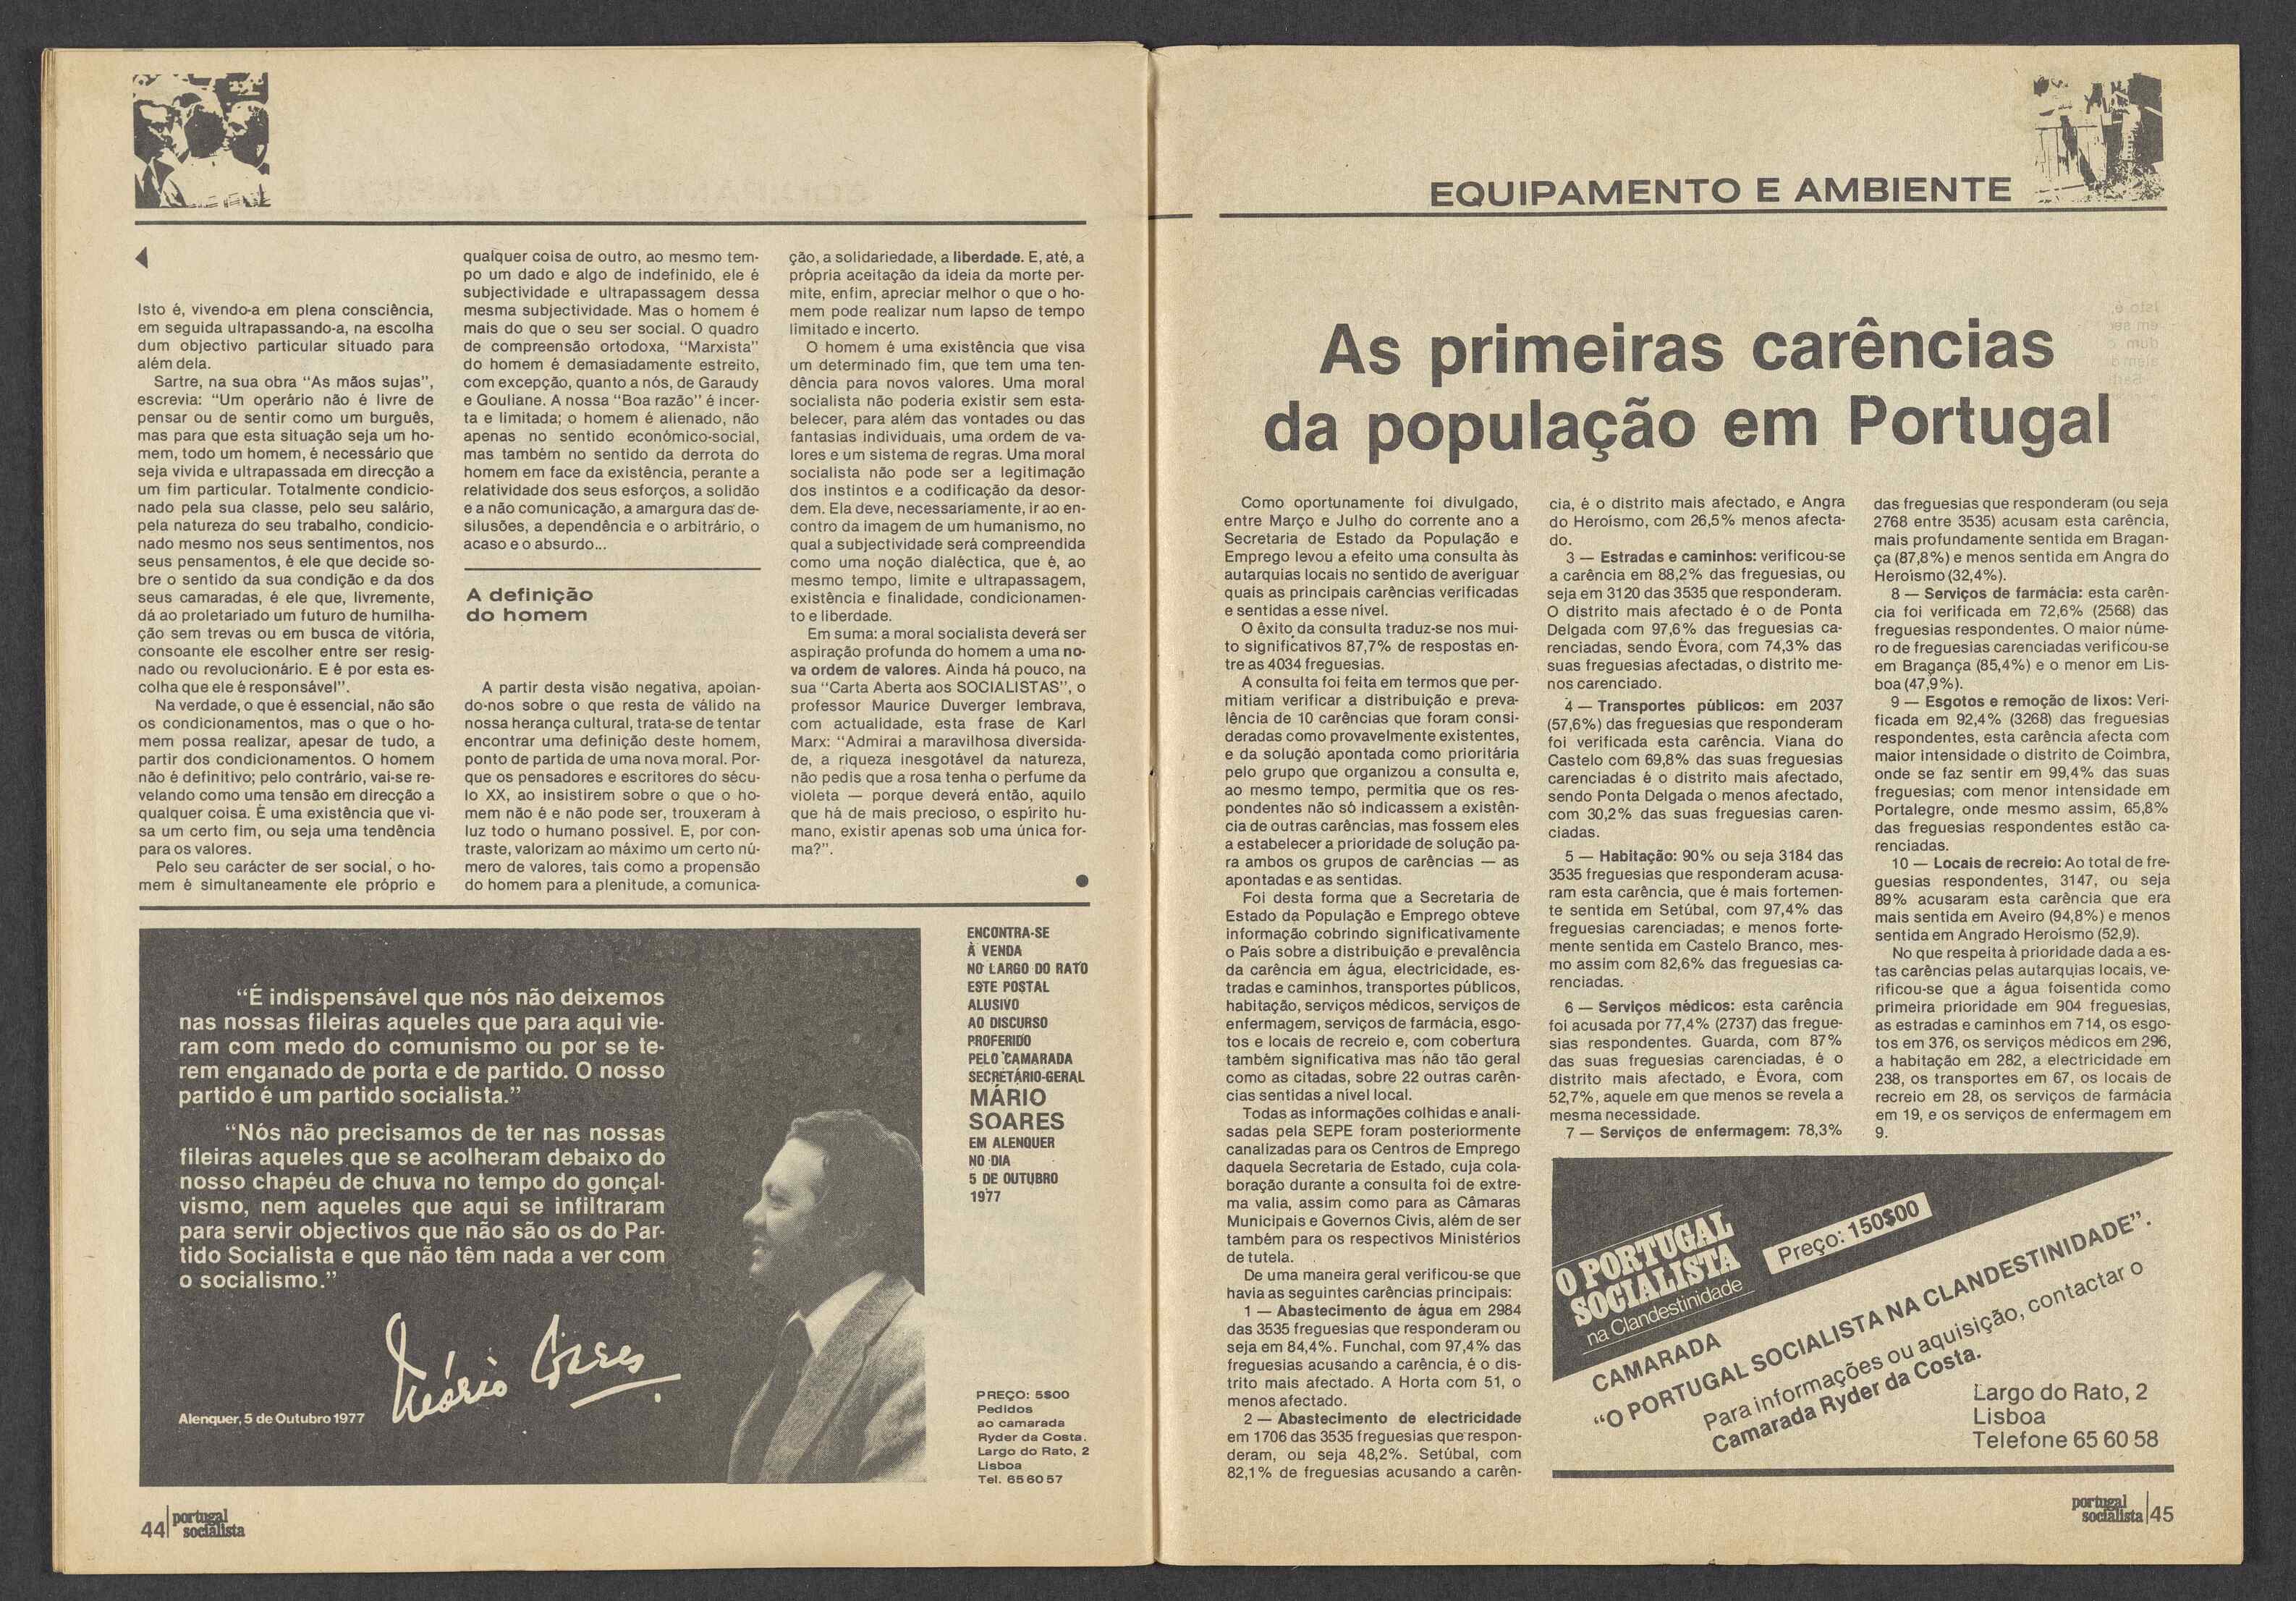 Isto é, vivendo-a em plena consciência,
em seguida ultrapassando-a, na escolha
dum objectivo particular situado para
além dela.
Sartre, na sua obra “As mãos sujas”,
escrevia: “Um operário não é livre de
pensar ou de sentir como um burguês,
mas para que esta situação seja um ho-
mem, todo um homem, é necessário que
seja vivida e ultrapassada em direcção a
um fim particular. Totalmente condicio-
nado pela sua classe, pelo seu salário,
pela natureza do seu trabalho, condicio-
nado mesmo nos seus sentimentos, nos
seus pensamentos, é ele que decide so-
bre o sentido da sua condição e da dos
seus camaradas, é ele que, livremente,
dá ao proletariado um futuro de humilha-
ção sem trevas ou em busca de vitória,
consoante ele escolher entre ser resig-
nado ou revolucionário. E é por esta es-
colha que ele é responsável”.
Na verdade, o que é essencial, não são
os condicionamentos, mas o que o ho-
mem possa realizar, apesar de tudo, a
partir dos condicionamentos. O homem
não é definitivo; pelo contrário, vai-se re-
velando como uma tensão em direcção a
qualquer coisa. É uma existência que vi-
sa um certo fim, ou seja uma tendência
para os valores.
Pelo seu carácter de ser social, o ho-
mem é simultaneamente ele próprio e
qualquer coisa de outro, ao mesmo tem-
po um dado e algo de indefinido, ele é
subjectividade e ultrapassagem dessa
mesma subjectividade. Mas o homem é
mais do que o seu ser social. O quadro
de compreensão ortodoxa, “Marxista”
do homem é demasiadamente estreito,
com excepção, quanto a nós, de Garaudy
e Gouliane. A nossa “Boa razão” é incer-
ta e limitada; o homem é alienado, não
apenas no sentido económico-social,
mas também no sentido da derrota do
homem em face da existência, perante a
relatividade dos seus esforços, a solidão
e a não comunicação, a amargura das de-
silusões, a dependência e o arbitrário, o
acaso e o absurdo...
A definição
do homem
A partir desta visão negativa, apoian-
do-nos sobre o que resta de válido na
nossa herança cultural, trata-se de tentar
encontrar uma definição deste homem,
ponto de partida de uma nova moral. Por-
que os pensadores e escritores do sécu-
lo XX, ao insistirem sobre o que o ho-
mem não é e não pode ser, trouxeram à
luz todo o humano possível. E, por con-
traste, valorizam ao máximo um certo nú-
mero de valores, tais como a propensão
do homem para a plenitude, a comunica-
ção, a solidariedade, a liberdade. E, até, a
própria aceitação da ideia da morte per-
mite, enfim, apreciar melhor o que o ho-
mem pode realizar num lapso de tempo
limitado e incerto.
O homem é uma existência que visa
um determinado fim, que tem uma ten-
dência para novos valores. Uma moral
socialista não poderia existir sem esta-
belecer, para além das vontades ou das
fantasias individuais, uma ordem de va-
lores e um sistema de regras. Uma moral
socialista não pode ser a legitimação
dos instintos e a codificação da desor-
dem. Ela deve, necessariamente, ir ao en-
contro da imagem de um humanismo, no
qual a subjectividade será compreendida
como uma noção dialéctica, que é, ao
mesmo tempo, limite e ultrapassagem,
existência e finalidade, condicionamen-
to e liberdade.
Em suma: a moral socialista deverá ser
aspiração profunda do homem a uma no-
va ordem de valores. Ainda há pouco, na
sua “Carta Aberta aos SOCIALISTAS”, o
professor Maurice Duverger lembrava,
com actualidade, esta frase de Karl
Marx: “Admirai a maravilhosa diversida-
de, a riqueza inesgotável da natureza,
não pedis que a rosa tenha o perfume da
violeta — porque deverá então, aquilo
que há de mais precioso, o espírito hu-
mano, existir apenas sob uma única for-
ma?”.
“É indispensável que nós não deixemos
nas nossas fileiras aqueles que para aqui vie-
ram com medo do comunismo ou por se te-
rem enganado de porta e de partido. O nosso
partido é um partido socialista.”
“Nós não precisamos de ter nas nossas
fileiras aqueles que se acolheram debaixo do
nosso chapéu de chuva no tempo do gonçal-
vismo, nem aqueles que aqui se infiltraram
para servir objectivos que não são os do Par-
tido Socialista e que não têm nada a ver com
o socialismo.”
Mário Soares
Alenquer, 5 de Outubro 1977
ENCONTRA-SE
À VENDA
NO LARGO DO RATO
ESTE POSTAL
ALUSIVO
AO DISCURSO
PROFERIDO
PELO CAMARADA
SECRETÁRIO-GERAL
MÁRIO
SOARES
EM ALENQUER
NO DIA
5 DE OUTUBRO
1977
PREÇO: 5$00
Pedidos
ao camarada
Ryder da Costa.
Largo do Rato, 2
Lisboa
Tel. 65 60 57
44 portugal
socialista
EQUIPAMENTO E AMBIENTE
As primeiras carências
da população em Portugal
Como oportunamente foi divulgado,
entre Março e Julho do corrente ano a
Secretaria de Estado da População e
Emprego levou a efeito uma consulta às
autarquias locais no sentido de averiguar
quais as principais carências verificadas
e sentidas a esse nível.
O êxito da consulta traduz-se nos mui-
to significativos 87,7% de respostas en-
tre as 4034 freguesias.
A consulta foi feita em termos que per-
mitiam verificar a distribuição e preva-
lência de 10 carências que foram consi-
deradas como provavelmente existentes,
e da solução apontada como prioritária
pelo grupo que organizou a consulta e,
ao mesmo tempo, permitia que os res-
pondentes não só indicassem a existên-
cia de outras carências, mas fossem eles
a estabelecer a prioridade de solução pa-
ra ambos os grupos de carências — as
apontadas e as sentidas.
Foi desta forma que a Secretaria de
Estado da População e Emprego obteve
informação cobrindo significativamente
o País sobre a distribuição e prevalência
da carência em água, electricidade, es-
tradas e caminhos, transportes públicos,
habitação, serviços médicos, serviços de
enfermagem, serviços de farmácia, esgo-
tos e locais de recreio e, com cobertura
também significativa mas não tão geral
como as citadas, sobre 22 outras carên-
cias sentidas a nível local.
Todas as informações colhidas e anali-
sadas pela SEPE foram posteriormente
canalizadas para os Centros de Emprego
daquela Secretaria de Estado, cuja cola-
boração durante a consulta foi de extre-
ma valia, assim como para as Câmaras
Municipais e Governos Civis, além de ser
também para os respectivos Ministérios
de tutela.
De uma maneira geral verificou-se que
havia as seguintes carências principais:
1 — Abastecimento de água em 2984
das 3535 freguesias que responderam ou
seja em 84,4%. Funchal, com 97,4% das
freguesias acusando a carência, é o dis-
trito mais afectado. A Horta com 51, o
menos afectado.
2 — Abastecimento de electricidade
em 1706 das 3535 freguesias que respon-
deram, ou seja 48,2%. Setúbal, com
82,1% de freguesias acusando a carên-
cia, é o distrito mais afectado, e Angra
do Heroísmo, com 26,5% menos afecta-
do.
3 — Estradas e caminhos: verificou-se
a carência em 88,2% das freguesias, ou
seja em 3120 das 3535 que responderam.
O distrito mais afectado é o de Ponta
Delgada com 97,6% das freguesias ca-
renciadas, sendo Évora, com 74,3% das
suas freguesias afectadas, o distrito me-
nos carenciado.
4 — Transportes públicos: em 2037
(57,6%) das freguesias que responderam
foi verificada esta carência. Viana do
Castelo com 69,8% das suas freguesias
carenciadas é o distrito mais afectado,
sendo Ponta Delgada o menos afectado,
com 30,2% das suas freguesias caren-
ciadas.
5 — Habitação: 90% ou seja 3184 das
3535 freguesias que responderam acusa-
ram esta carência, que é mais fortemen-
te sentida em Setúbal, com 97,4% das
freguesias carenciadas; e menos forte-
mente sentida em Castelo Branco, mes-
mo assim com 82,6% das freguesias ca-
renciadas.
6 — Serviços médicos: esta carência
foi acusada por 77,4% (2737) das fregue-
sias respondentes. Guarda, com 87%
das suas freguesias carenciadas, é o
distrito mais afectado, e Évora, com
52,7%, aquele em que menos se revela a
mesma necessidade.
7 — Serviços de enfermagem: 78,3%
das freguesias que responderam (ou seja
2768 entre 3535) acusam esta carência,
mais profundamente sentida em Bragan-
ça (87,8%) e menos sentida em Angra do
Heroísmo (32,4%).
8 — Serviços de farmácia: esta carên-
cia foi verificada em 72,6% (2568) das
freguesias respondentes. O maior núme-
ro de freguesias carenciadas verificou-se
em Bragança (85,4%) e o menor em Lis-
boa (47,9%).
9 — Esgotos e remoção de lixos: Veri-
ficada em 92,4% (3268) das freguesias
respondentes, esta carência afecta com
maior intensidade o distrito de Coimbra,
onde se faz sentir em 99,4% das suas
freguesias; com menor intensidade em
Portalegre, onde mesmo assim, 65,8%
das freguesias respondentes estão ca-
renciadas.
10 — Locais de recreio: Ao total de fre-
guesias respondentes, 3147, ou seja
89% acusaram esta carência que era
mais sentida em Aveiro (94,8%) e menos
sentida em Angrado Heroísmo (52,9).
No que respeita à prioridade dada a es-
tas carências pelas autarquias locais, ve-
rificou-se que a água foisentida como
primeira prioridade em 904 freguesias,
as estradas e caminhos em 714, os esgo-
tos em 376, os serviços médicos em 296,
a habitação em 282, a electricidade em
238, os transportes em 67, os locais de
recreio em 28, os serviços de farmácia
em 19, e os serviços de enfermagem em
9.
O PORTUGAL
SOCIALISTA
na Clandestinidade
Preço: 150$00
CAMARADA
“O PORTUGAL SOCIALISTA NA CLANDESTINIDADE”.
Para informações ou aquisição, contactar o
Camarada Ryder da Costa.
Largo do Rato, 2
Lisboa
Telefone 65 60 58
portugal
socialista 45